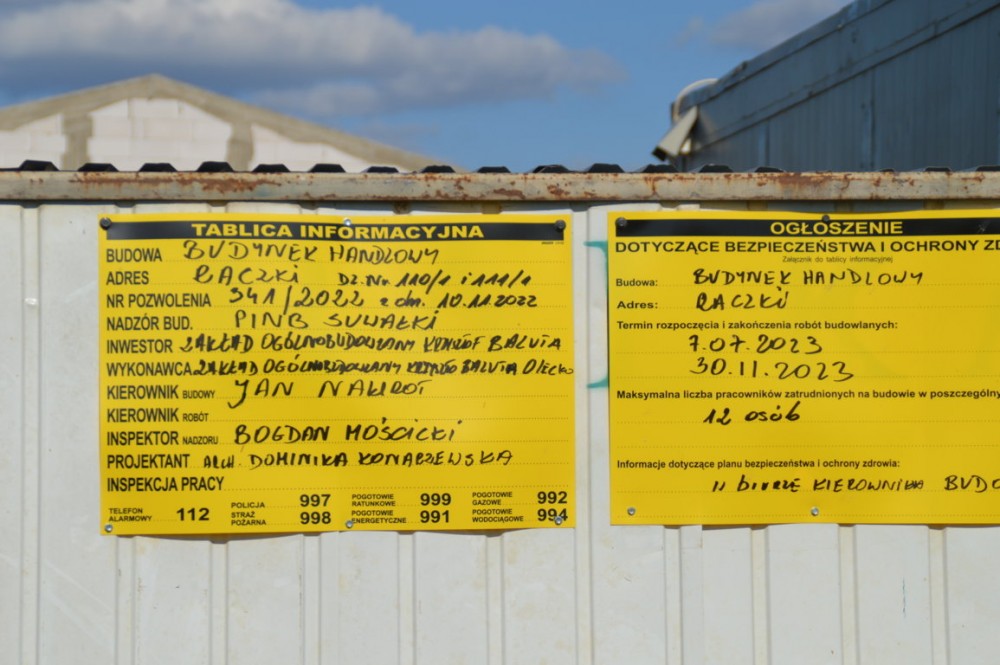 TABLICA INFORMACYJNA
BUDOWA BUDYNEK HANDLOWY
ADRES RACZKI DZ. Nr 110/1 i 111/1
NR POZWOLENIA 341/2022 z dn. 10.11.2022
NADZÓR BUD. PINB SUWAŁKI
INWESTOR ZAKŁAD OGÓLNOBUDOWLANY KRZYSZTOF BALUTA
WYKONAWCA ZAKŁAD OGÓLNOBUDOWLANY KRZYSZTOF BALUTA OLECKO
KIEROWNIK BUDOWY JAN NAWROT
KIEROWNIK ROBÓT
INSPEKTOR NADZORU BOGDAN MOŚCICKI
PROJEKTANT arch. DOMINIKA KONARZEWSKA
INSPEKCJA PRACY
TELEFON ALARMOWY 112 POLICJA 997 POGOTOWIE RATUNKOWE 999 POGOTOWIE GAZOWE 992
STRAŻ POŻARNA 998 POGOTOWIE ENERGETYCZNE 991 POGOTOWIE WODOCIĄGOWE 994
OGŁOSZENIE
DOTYCZĄCE BEZPIECZEŃSTWA I OCHRONY ZD
Załącznik do tablicy informacyjnej
Budowa: BUDYNEK HANDLOWY
Adres: RACZKI
Termin rozpoczęcia i zakończenia robót budowlanych:
7.07.2023
30.11.2023
Maksymalna liczba pracowników zatrudnionych na budowie w poszczególny
12 osób
Informacje dotyczące planu bezpieczeństwa i ochrony zdrowia:
w biurze KIEROWNIKA BUDO